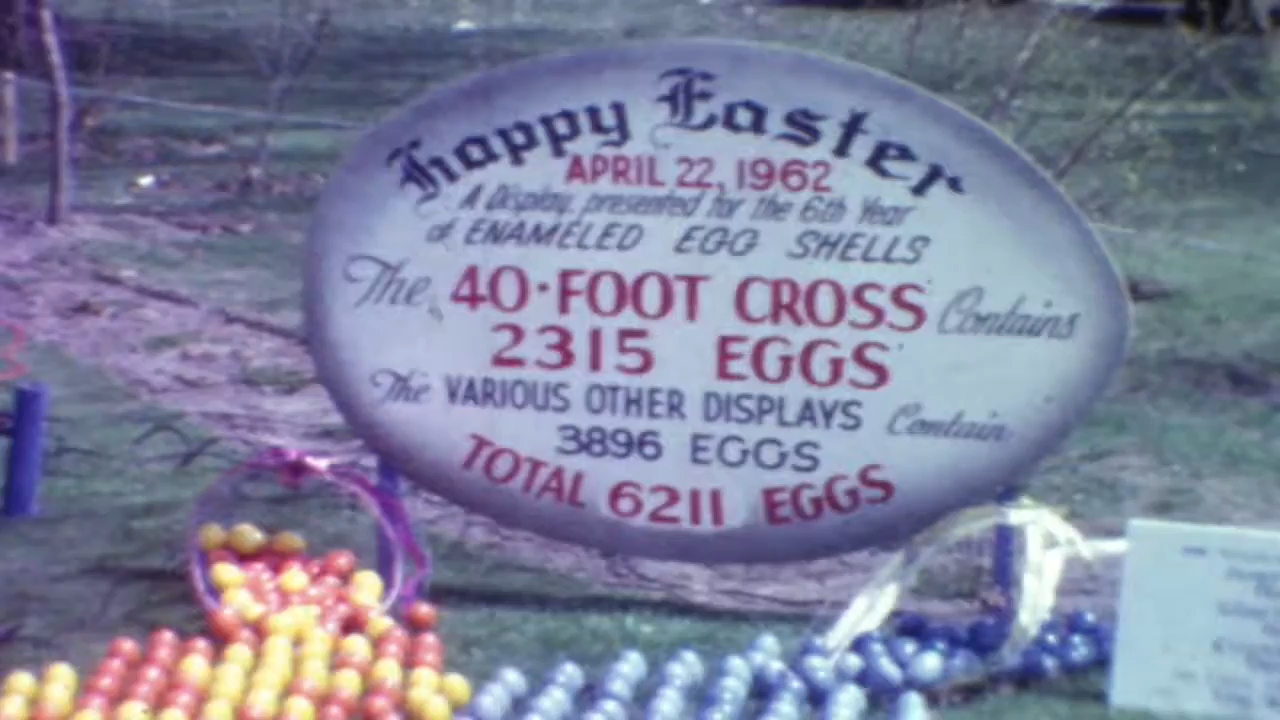 Happy Easter
APRIL 22, 1962
A Display, presented for the 6th Year
of ENAMELED EGG SHELLS
The 40-FOOT CROSS Contains
2315 EGGS
The VARIOUS OTHER DISPLAYS Contain
3896 EGGS
TOTAL 6211 EGGS